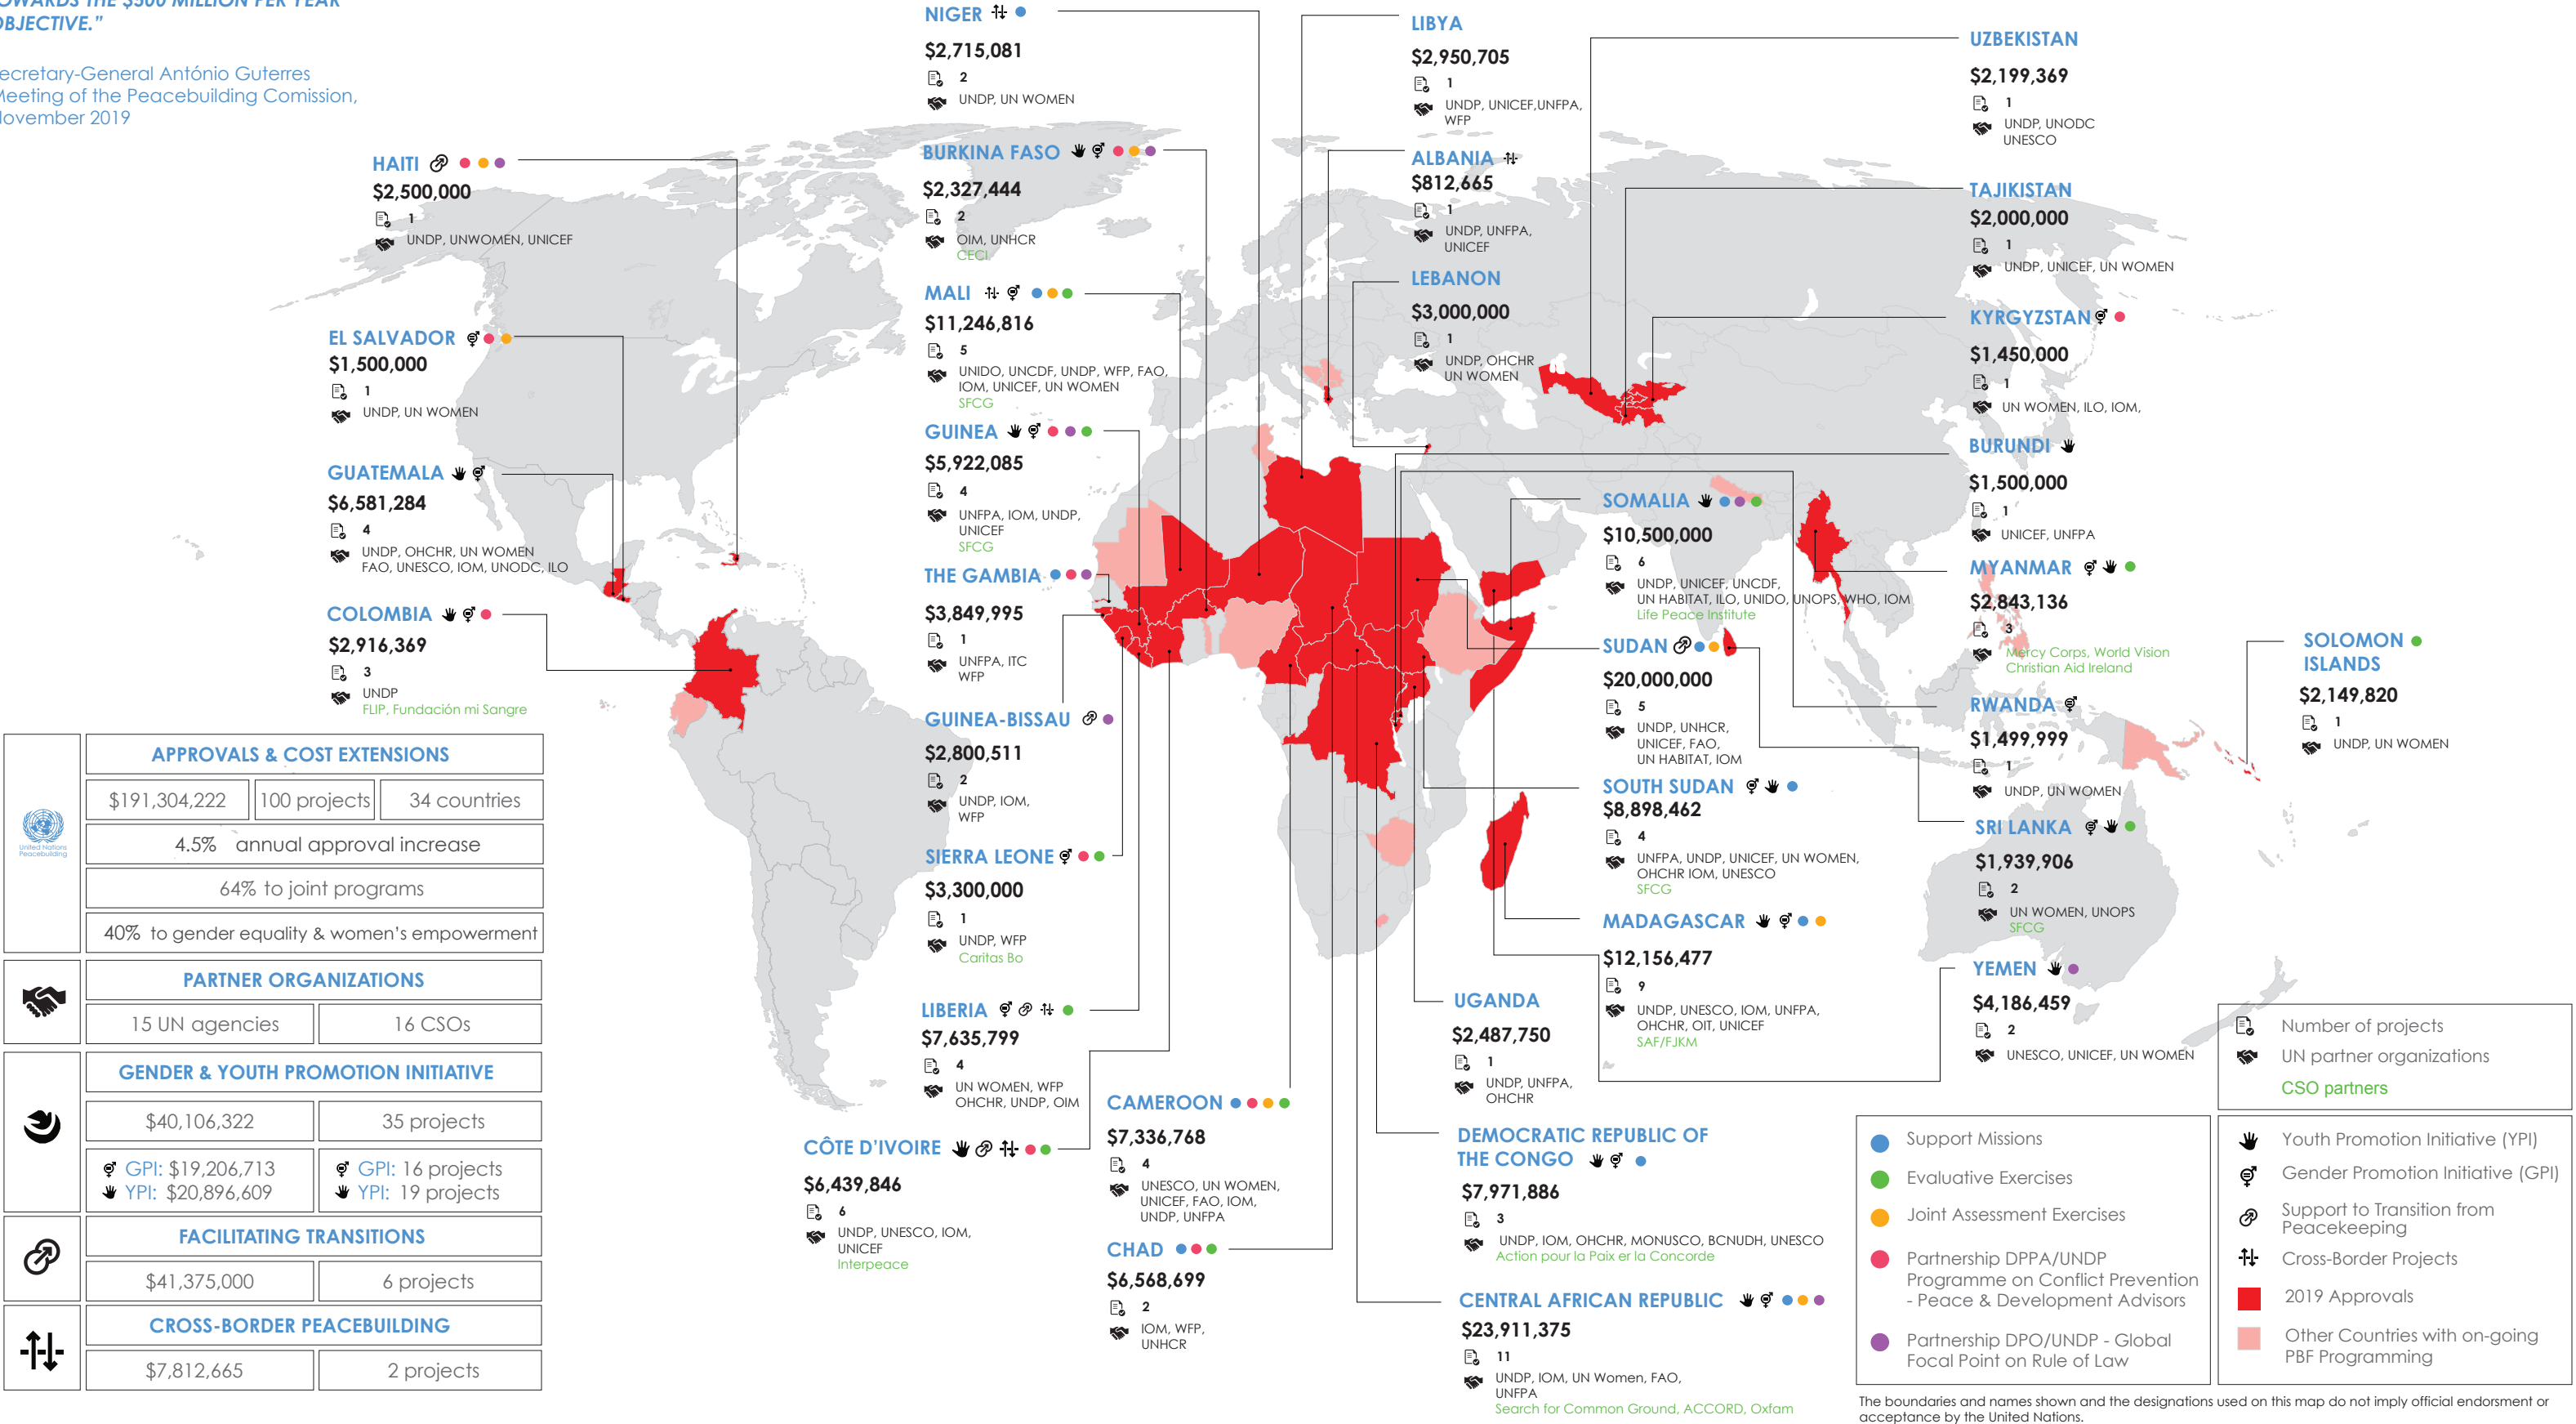 OWARDS THE $500 MILLION PER YEAR
OBJECTIVE.”
ecretary-General António Guterres
Meeting of the Peacebuilding Comission,
November 2019
HAITI
$2,500,000
1
UNDP, UNWOMEN, UNICEF
EL SALVADOR
$1,500,000
1
UNDP, UN WOMEN
GUATEMALA
$6,581,284
4
UNDP, OHCHR, UN WOMEN
FAO, UNESCO, IOM, UNODC, ILO
COLOMBIA
$2,916,369
3
UNDP
FLIP, Fundación mi Sangre
NIGER
$2,715,081
2
UNDP, UN WOMEN
BURKINA FASO
$2,327,444
2
OIM, UNHCR
CECI
MALI
$11,246,816
5
UNIDO, UNCDF, UNDP, WFP, FAO,
IOM, UNICEF, UN WOMEN
SFCG
GUINEA
$5,922,085
4
UNFPA, IOM, UNDP,
UNICEF
SFCG
THE GAMBIA
$3,849,995
1
UNFPA, ITC
WFP
GUINEA-BISSAU
$2,800,511
2
UNDP, IOM,
WFP
SIERRA LEONE
$3,300,000
1
UNDP, WFP
Caritas Bo
LIBERIA
$7,635,799
4
UN WOMEN, WFP
OHCHR, UNDP, OIM
CÔTE D’IVOIRE
$6,439,846
6
UNDP, UNESCO, IOM,
UNICEF
Interpeace
CAMEROON
$7,336,768
4
UNESCO, UN WOMEN,
UNICEF, FAO, IOM,
UNDP, UNFPA
CHAD
$6,568,699
2
IOM, WFP,
UNHCR
LIBYA
$2,950,705
1
UNDP, UNICEF,UNFPA,
WFP
ALBANIA
$812,665
1
UNDP, UNFPA,
UNICEF
LEBANON
$3,000,000
1
UNDP, OHCHR
UN WOMEN
SOMALIA
$10,500,000
6
UNDP, UNICEF, UNCDF,
UN HABITAT, ILO, UNIDO, UNOPS, WHO, IOM
Life Peace Institute
SUDAN
$20,000,000
5
UNDP, UNHCR,
UNICEF, FAO,
UN HABITAT, IOM
SOUTH SUDAN
$8,898,462
4
UNFPA, UNDP, UNICEF, UN WOMEN,
OHCHR IOM, UNESCO
SFCG
MADAGASCAR
$12,156,477
9
UNDP, UNESCO, IOM, UNFPA,
OHCHR, OIT, UNICEF
SAF/FJKM
UGANDA
$2,487,750
1
UNDP, UNFPA,
OHCHR
DEMOCRATIC REPUBLIC OF
THE CONGO
$7,971,886
3
UNDP, IOM, OHCHR, MONUSCO, BCNUDH, UNESCO
Action pour la Paix er la Concorde
CENTRAL AFRICAN REPUBLIC
$23,911,375
11
UNDP, IOM, UN Women, FAO,
UNFPA
Search for Common Ground, ACCORD, Oxfam
UZBEKISTAN
$2,199,369
1
UNDP, UNODC
UNESCO
TAJIKISTAN
$2,000,000
1
UNDP, UNICEF, UN WOMEN
KYRGYZSTAN
$1,450,000
1
UN WOMEN, ILO, IOM,
BURUNDI
$1,500,000
1
UNICEF, UNFPA
MYANMAR
$2,843,136
3
Mercy Corps, World Vision
Christian Aid Ireland
RWANDA
$1,499,999
1
UNDP, UN WOMEN
SRI LANKA
$1,939,906
2
UN WOMEN, UNOPS
SFCG
YEMEN
$4,186,459
2
UNESCO, UNICEF, UN WOMEN
SOLOMON
ISLANDS
$2,149,820
1
UNDP, UN WOMEN
United Nations
Peacebuilding
APPROVALS & COST EXTENSIONS
$191,304,222 100 projects 34 countries
4.5% annual approval increase
64% to joint programs
40% to gender equality & women’s empowerment
PARTNER ORGANIZATIONS
15 UN agencies 16 CSOs
GENDER & YOUTH PROMOTION INITIATIVE
$40,106,322 35 projects
GPI: $19,206,713 GPI: 16 projects
YPI: $20,896,609 YPI: 19 projects
FACILITATING TRANSITIONS
$41,375,000 6 projects
CROSS-BORDER PEACEBUILDING
$7,812,665 2 projects
Number of projects
UN partner organizations
CSO partners
Support Missions
Evaluative Exercises
Joint Assessment Exercises
Partnership DPPA/UNDP
Programme on Conflict Prevention
- Peace & Development Advisors
Partnership DPO/UNDP - Global
Focal Point on Rule of Law
Youth Promotion Initiative (YPI)
Gender Promotion Initiative (GPI)
Support to Transition from
Peacekeeping
Cross-Border Projects
2019 Approvals
Other Countries with on-going
PBF Programming
The boundaries and names shown and the designations used on this map do not imply official endorsment or
acceptance by the United Nations.